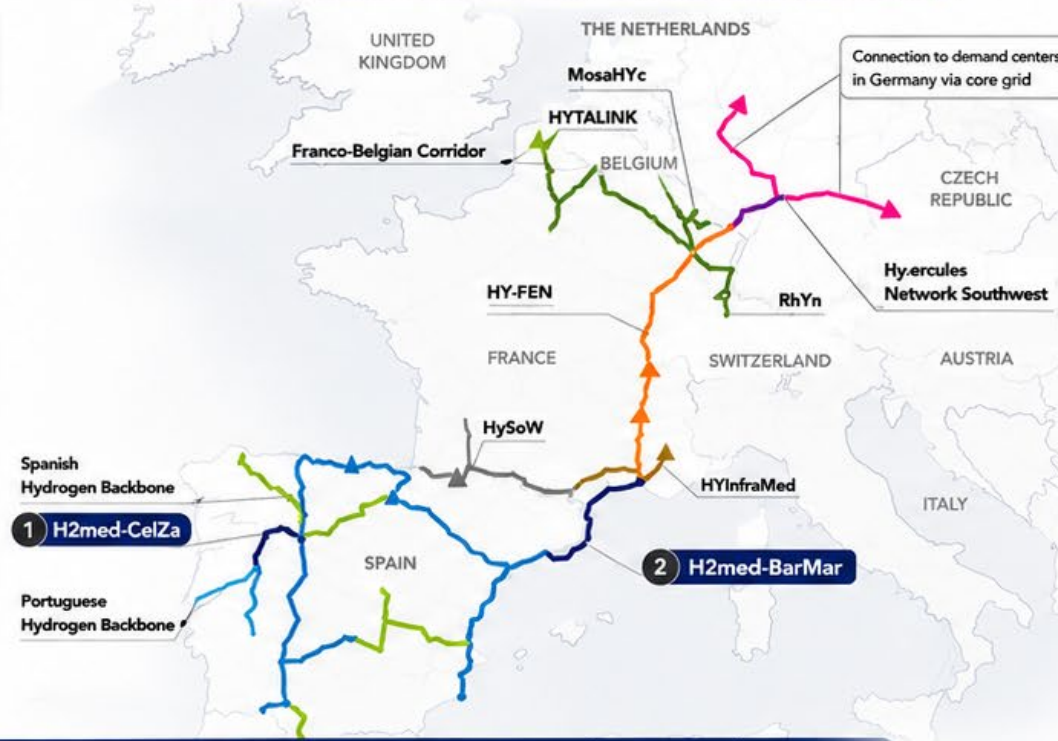 THE NETHERLANDS
UNITED
KINGDOM
Connection to demand centers
in Germany via core grid
MosaHYc
HYTALINK
Franco-Belgian Corridor
BELGIUM
CZECH
REPUBLIC
Hy.ercules
Network Southwest
HY-FEN
RhYn
FRANCE
SWITZERLAND
AUSTRIA
HySoW
Spanish
Hydrogen Backbone
HYInfraMed
ITALY
1 H2med-CelZa
SPAIN
2 H2med-BarMar
Portuguese
Hydrogen Backbone